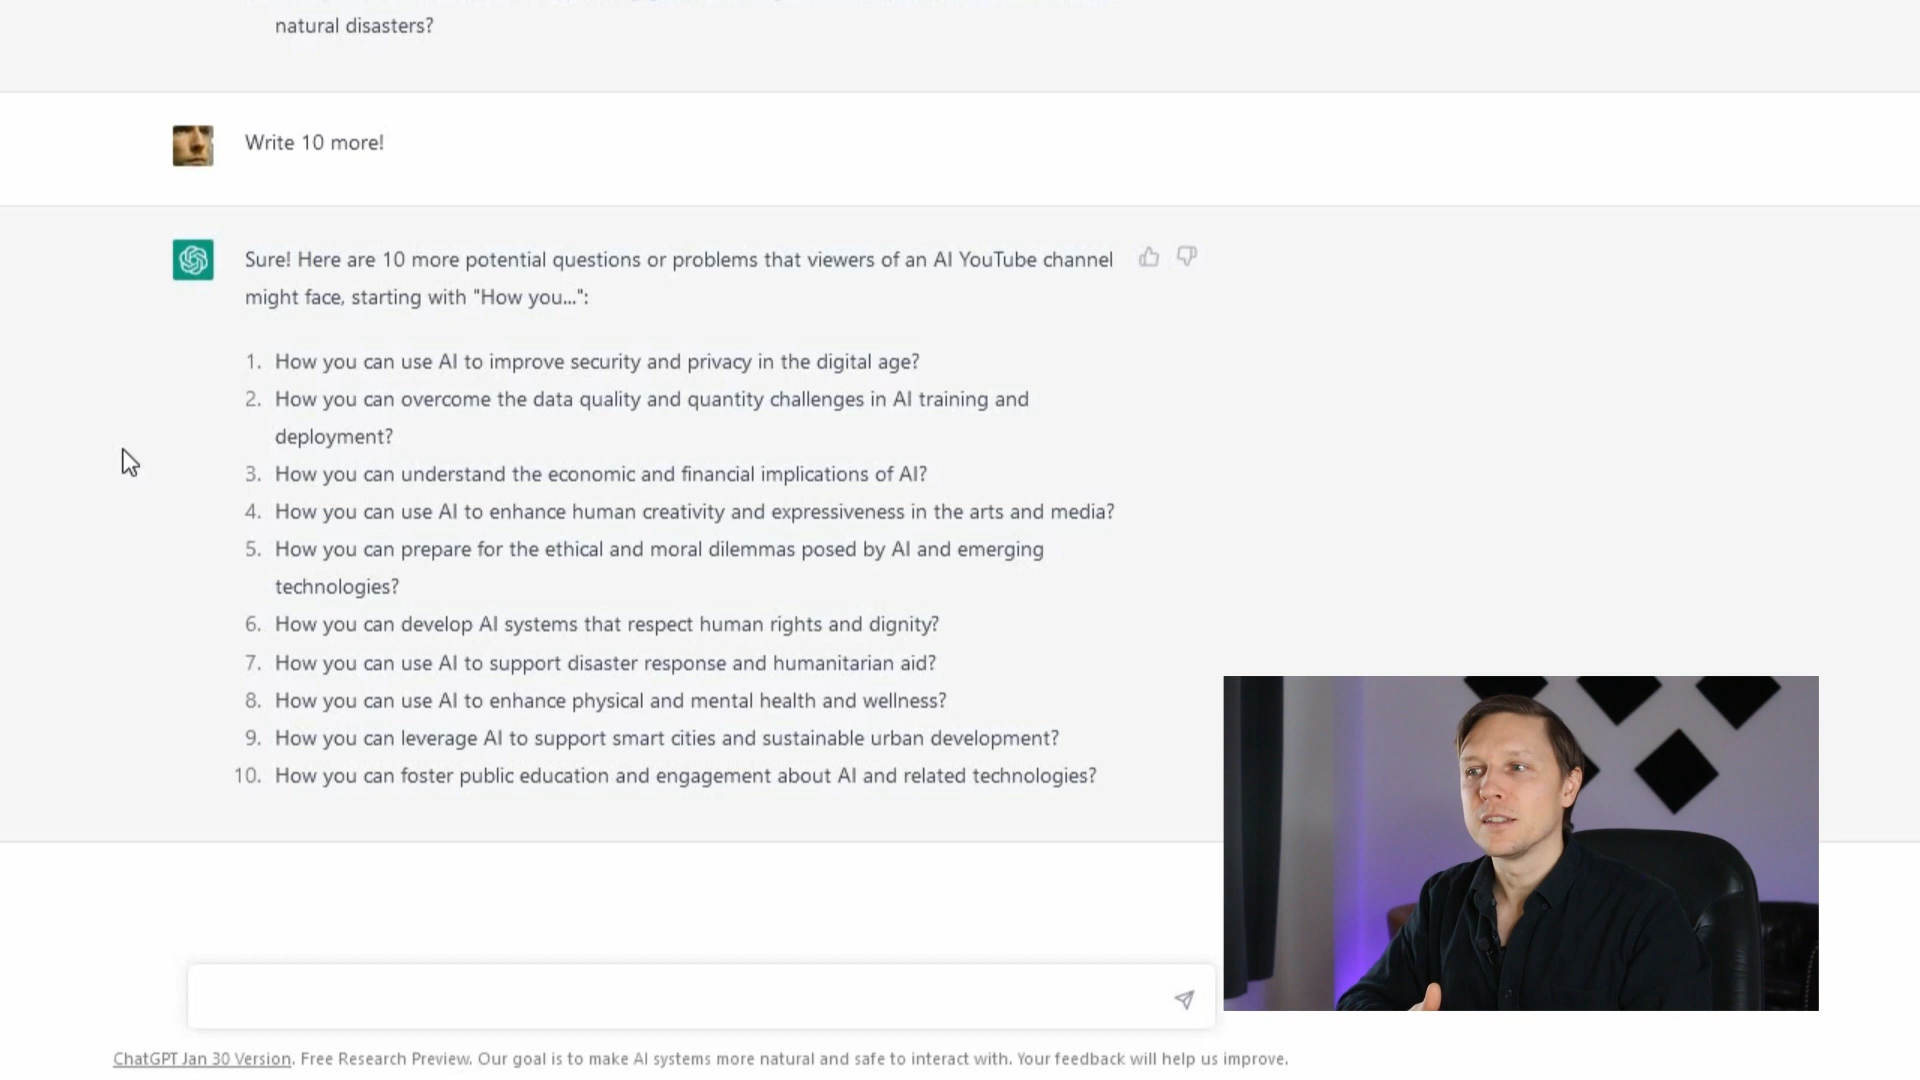 natural disasters?
Write 10 more!
Sure! Here are 10 more potential questions or problems that viewers of an AI YouTube channel
might face, starting with "How you...":
1. How you can use AI to improve security and privacy in the digital age?
2. How you can overcome the data quality and quantity challenges in AI training and
deployment?
3. How you can understand the economic and financial implications of AI?
4. How you can use AI to enhance human creativity and expressiveness in the arts and media?
5. How you can prepare for the ethical and moral dilemmas posed by AI and emerging
technologies?
6. How you can develop AI systems that respect human rights and dignity?
7. How you can use AI to support disaster response and humanitarian aid?
8. How you can use AI to enhance physical and mental health and wellness?
9. How you can leverage AI to support smart cities and sustainable urban development?
10. How you can foster public education and engagement about AI and related technologies?
ChatGPT Jan 30 Version. Free Research Preview. Our goal is to make AI systems more natural and safe to interact with. Your feedback will help us improve.